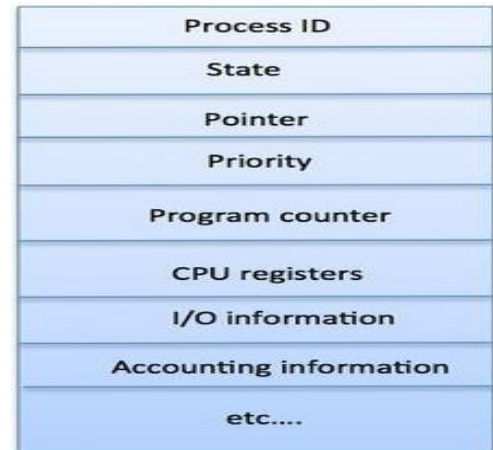 Process ID
State
Pointer
Priority
Program counter
CPU registers
I/O information
Accounting information
etc....